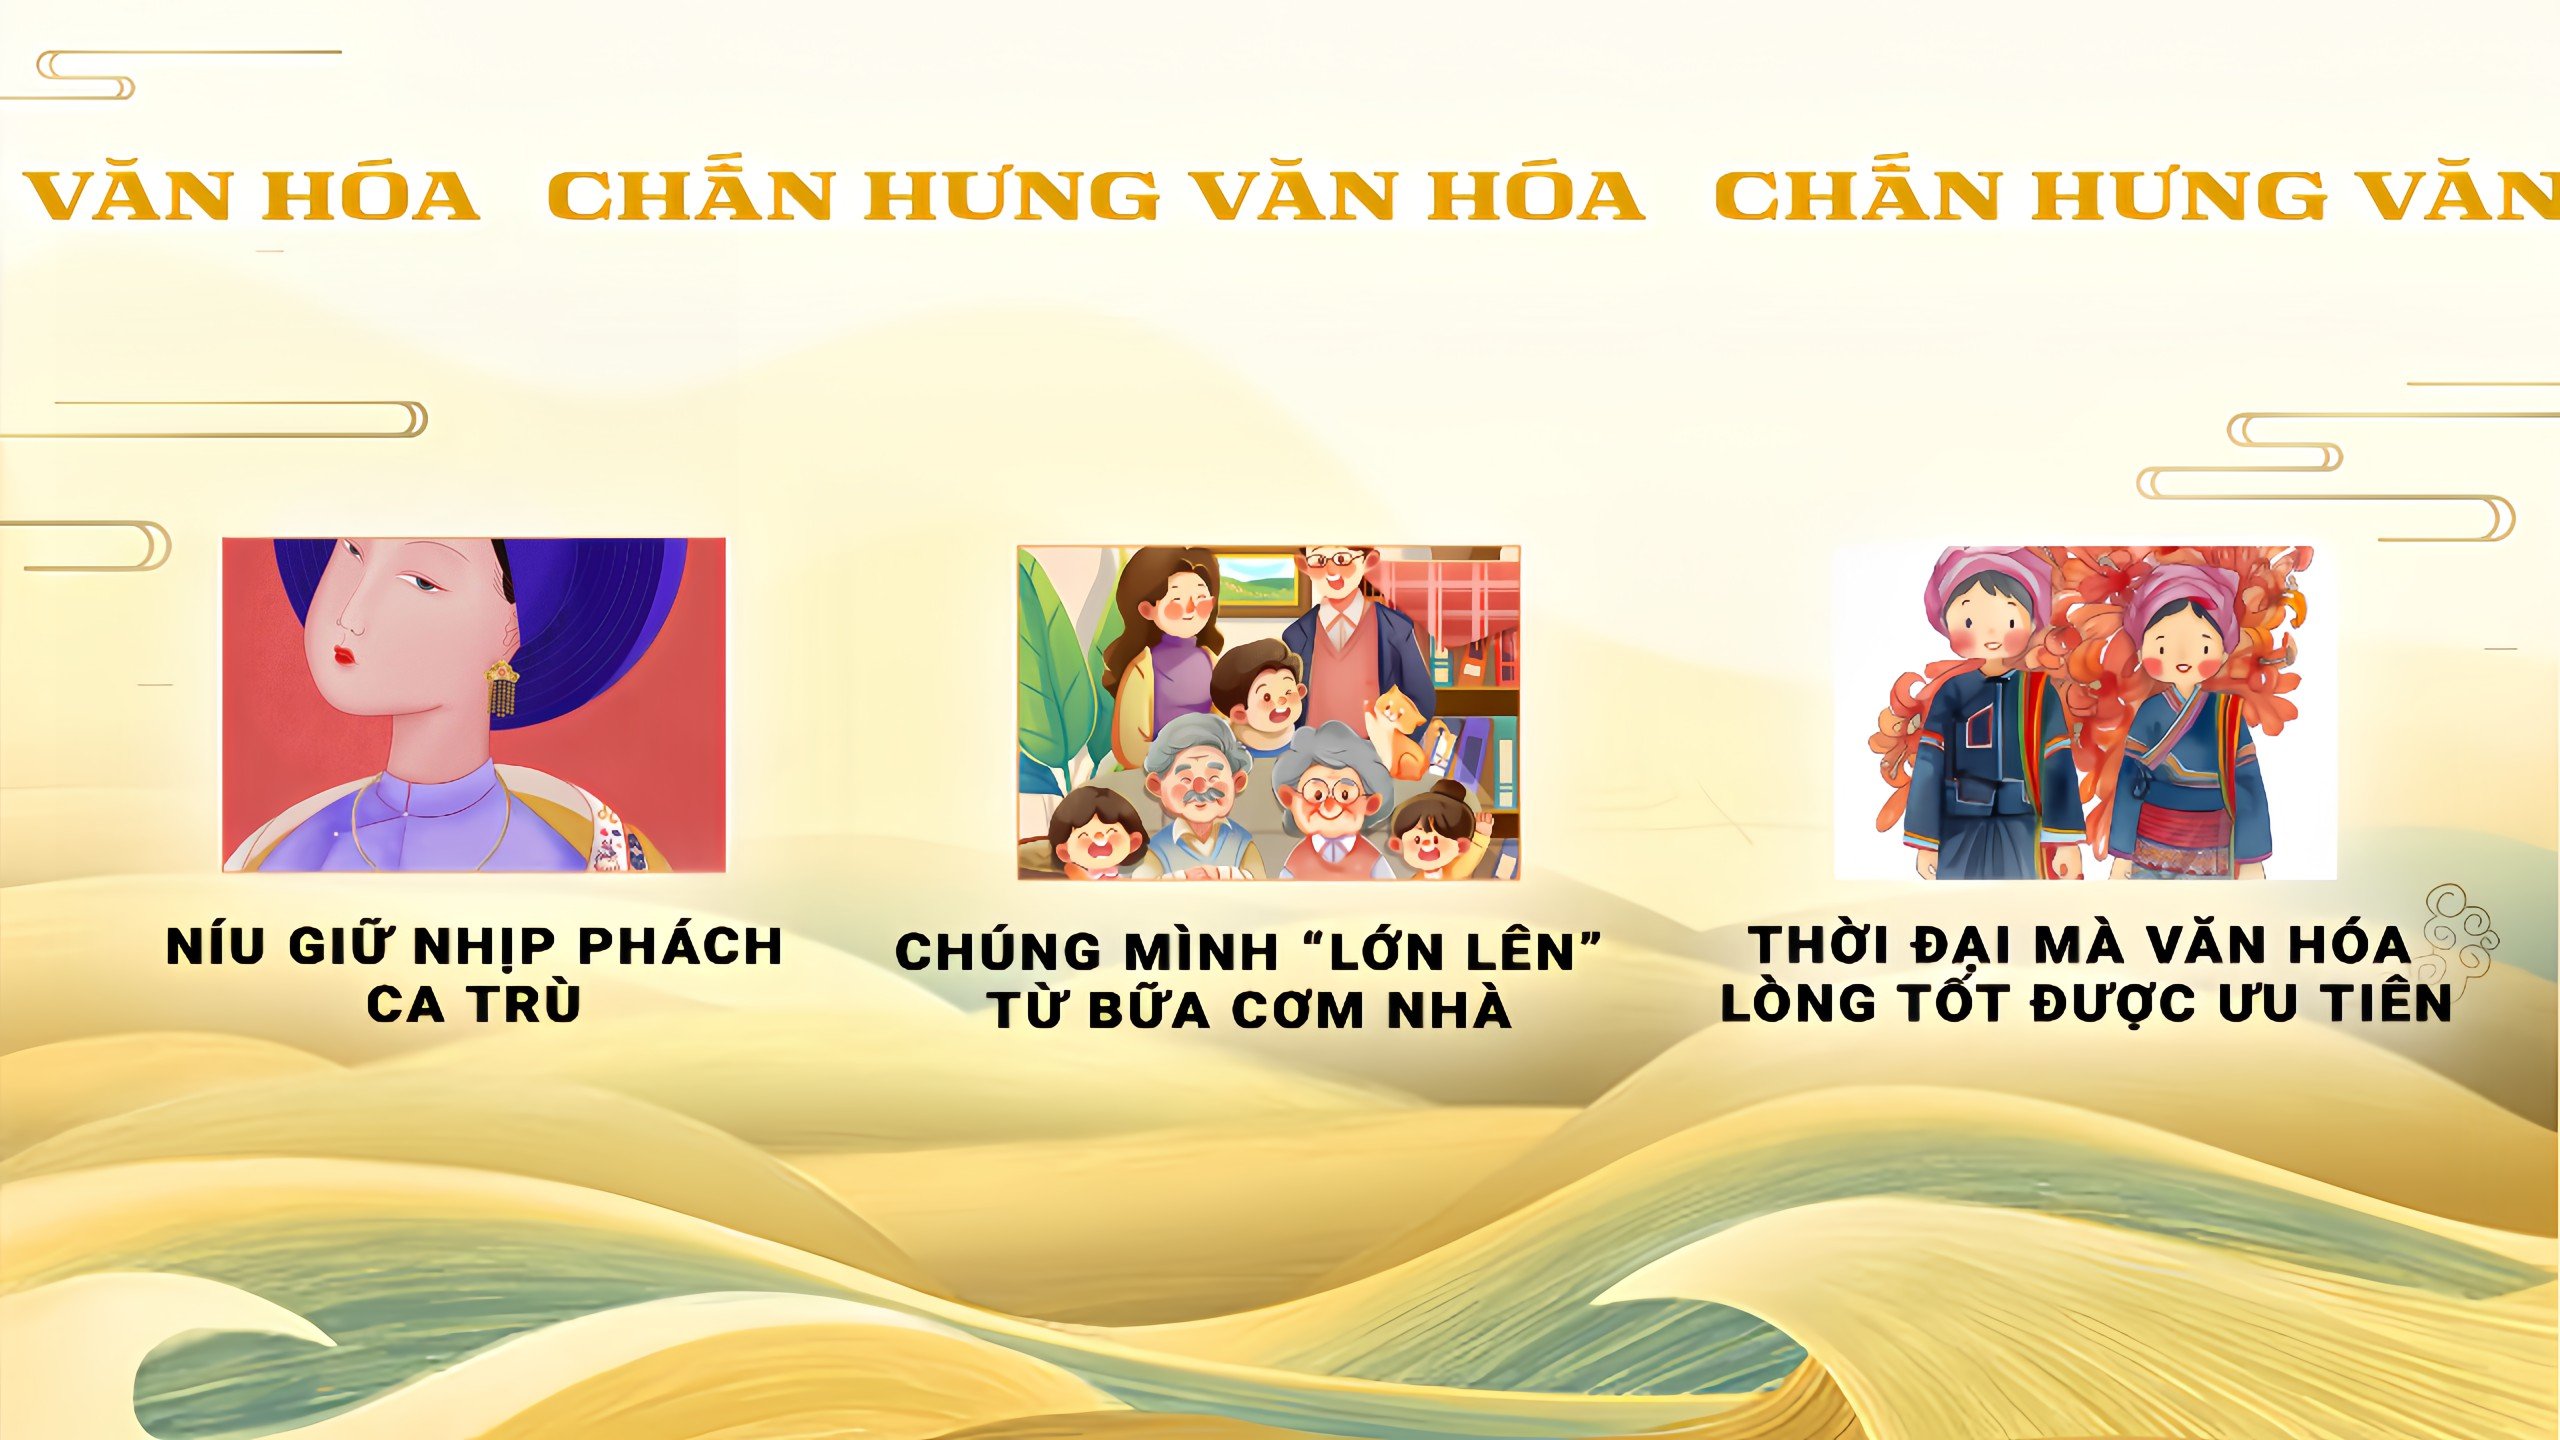 VĂN HÓA CHẤN HƯNG VĂN HÓA CHẤN HƯNG VĂN
NÍU GIỮ NHỊP PHÁCH
CA TRÙ
CHÚNG MÌNH “LỚN LÊN”
TỪ BỮA CƠM NHÀ
THỜI ĐẠI MÀ VĂN HÓA
LÒNG TỐT ĐƯỢC ƯU TIÊN